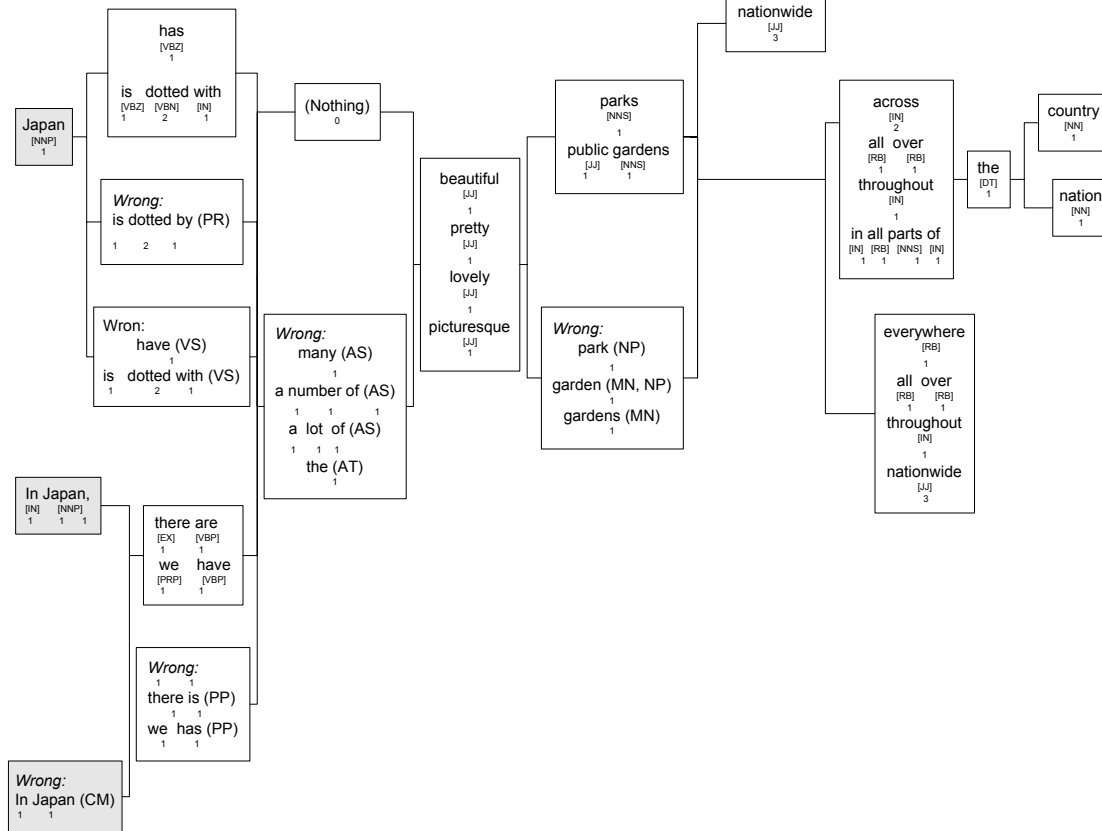 Japan
[NNP]
1
has
[VBZ]
1
is dotted with
[VBZ] [VBN] [IN]
1 2 1
Wrong:
is dotted by (PR)
1 2 1
Wron:
have (VS)
1
is dotted with (VS)
1 2 1
In Japan,
[IN] [NNP]
1 1 1
there are
[EX] [VBP]
1 1
we have
[PRP] [VBP]
1 1
Wrong:
1 1
there is (PP)
1 1
we has (PP)
1 1
Wrong:
In Japan (CM)
1 1
(Nothing)
0
Wrong:
many (AS)
1
a number of (AS)
1 1 1
a lot of (AS)
1 1 1
the (AT)
1
beautiful
[JJ]
1
pretty
[JJ]
1
lovely
[JJ]
1
picturesque
[JJ]
1
parks
[NNS]
1
public gardens
[JJ] [NNS]
1 1
Wrong:
park (NP)
1
garden (MN, NP)
1
gardens (MN)
1
nationwide
[JJ]
3
across
[IN]
2
all over
[RB] [RB]
1 1
throughout
[IN]
1
in all parts of
[IN] [RB] [NNS] [IN]
1 1 1 1
the
[DT]
1
country
[NN]
1
nation
[NN]
1
everywhere
[RB]
1
all over
[RB] [RB]
1 1
throughout
[IN]
1
nationwide
[JJ]
3